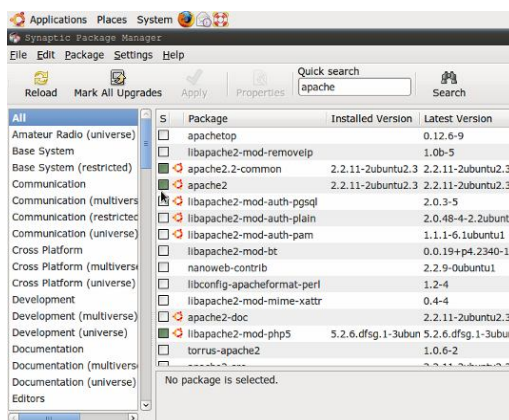 Applications Places System
Synaptic Package Manager
File Edit Package Settings Help
Quick search
apache
Reload Mark All Upgrades Apply Properties Search
All
Amateur Radio (universe)
Base System
Base System (restricted)
Communication
Communication (multivers
Communication (restricted
Communication (universe)
Cross Platform
Cross Platform (multivers
Cross Platform (universe)
Development
Development (multiverse)
Development (universe)
Documentation
Documentation (multivers
Documentation (universe)
Editors
S Package Installed Version Latest Version
apachetop 0.12.6-9
libapache2-mod-removeip 1.0b-5
apache2.2-common 2.2.11-2ubuntu2.3 2.2.11-2ubuntu2.3
apache2 2.2.11-2ubuntu2.3 2.2.11-2ubuntu2.3
libapache2-mod-auth-pgsql 2.0.3-5
libapache2-mod-auth-plain 2.0.48-4-2.2ubunt
libapache2-mod-auth-pam 1.1.1-6.1ubuntu1
libapache2-mod-bt 0.0.19+p4.2340-1
nanoweb-contrib 2.2.9-0ubuntu1
libconfig-apacheformat-perl 1.2-4
libapache2-mod-mime-xattr 0.4-4
apache2-doc 2.2.11-2ubuntu2.3
libapache2-mod-php5 5.2.6.dfsg.1-3ubun 5.2.6.dfsg.1-3ubu
torrus-apache2 1.0.6-2
No package is selected.